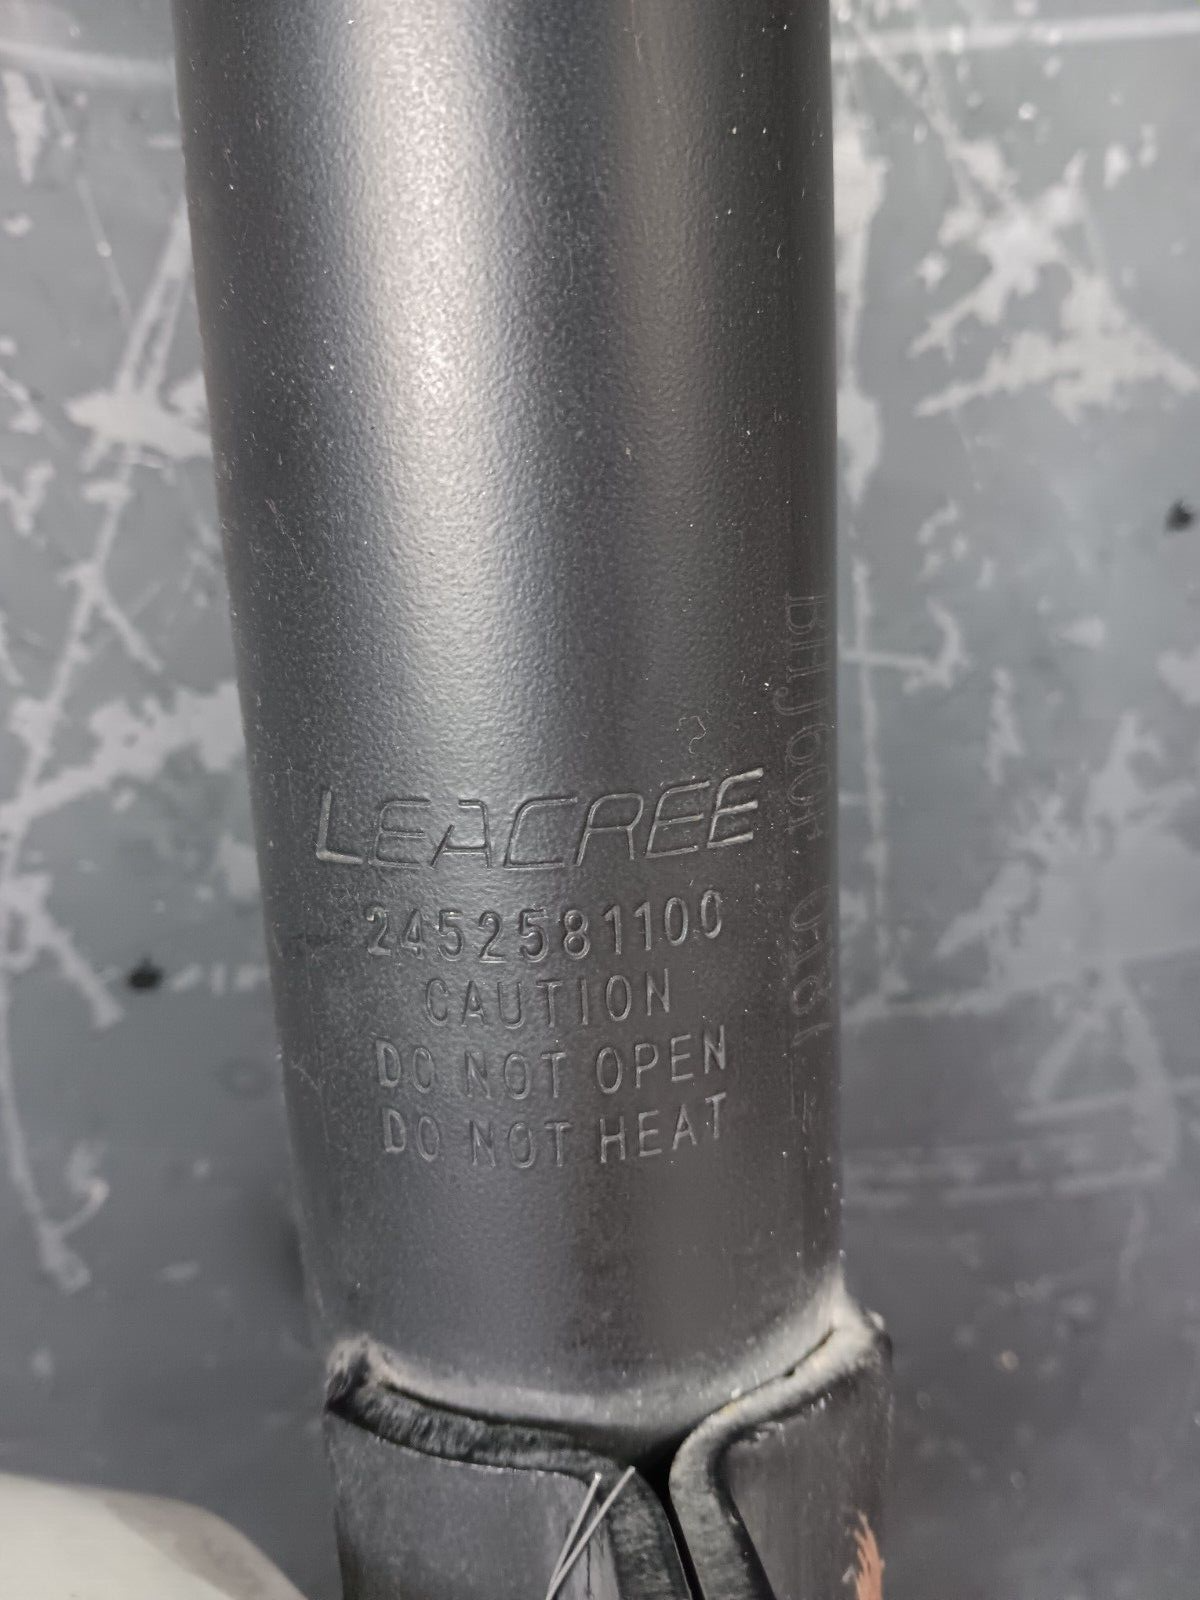 LEACREE
2452581100
CAUTION
DO NOT OPEN
DO NOT HEAT